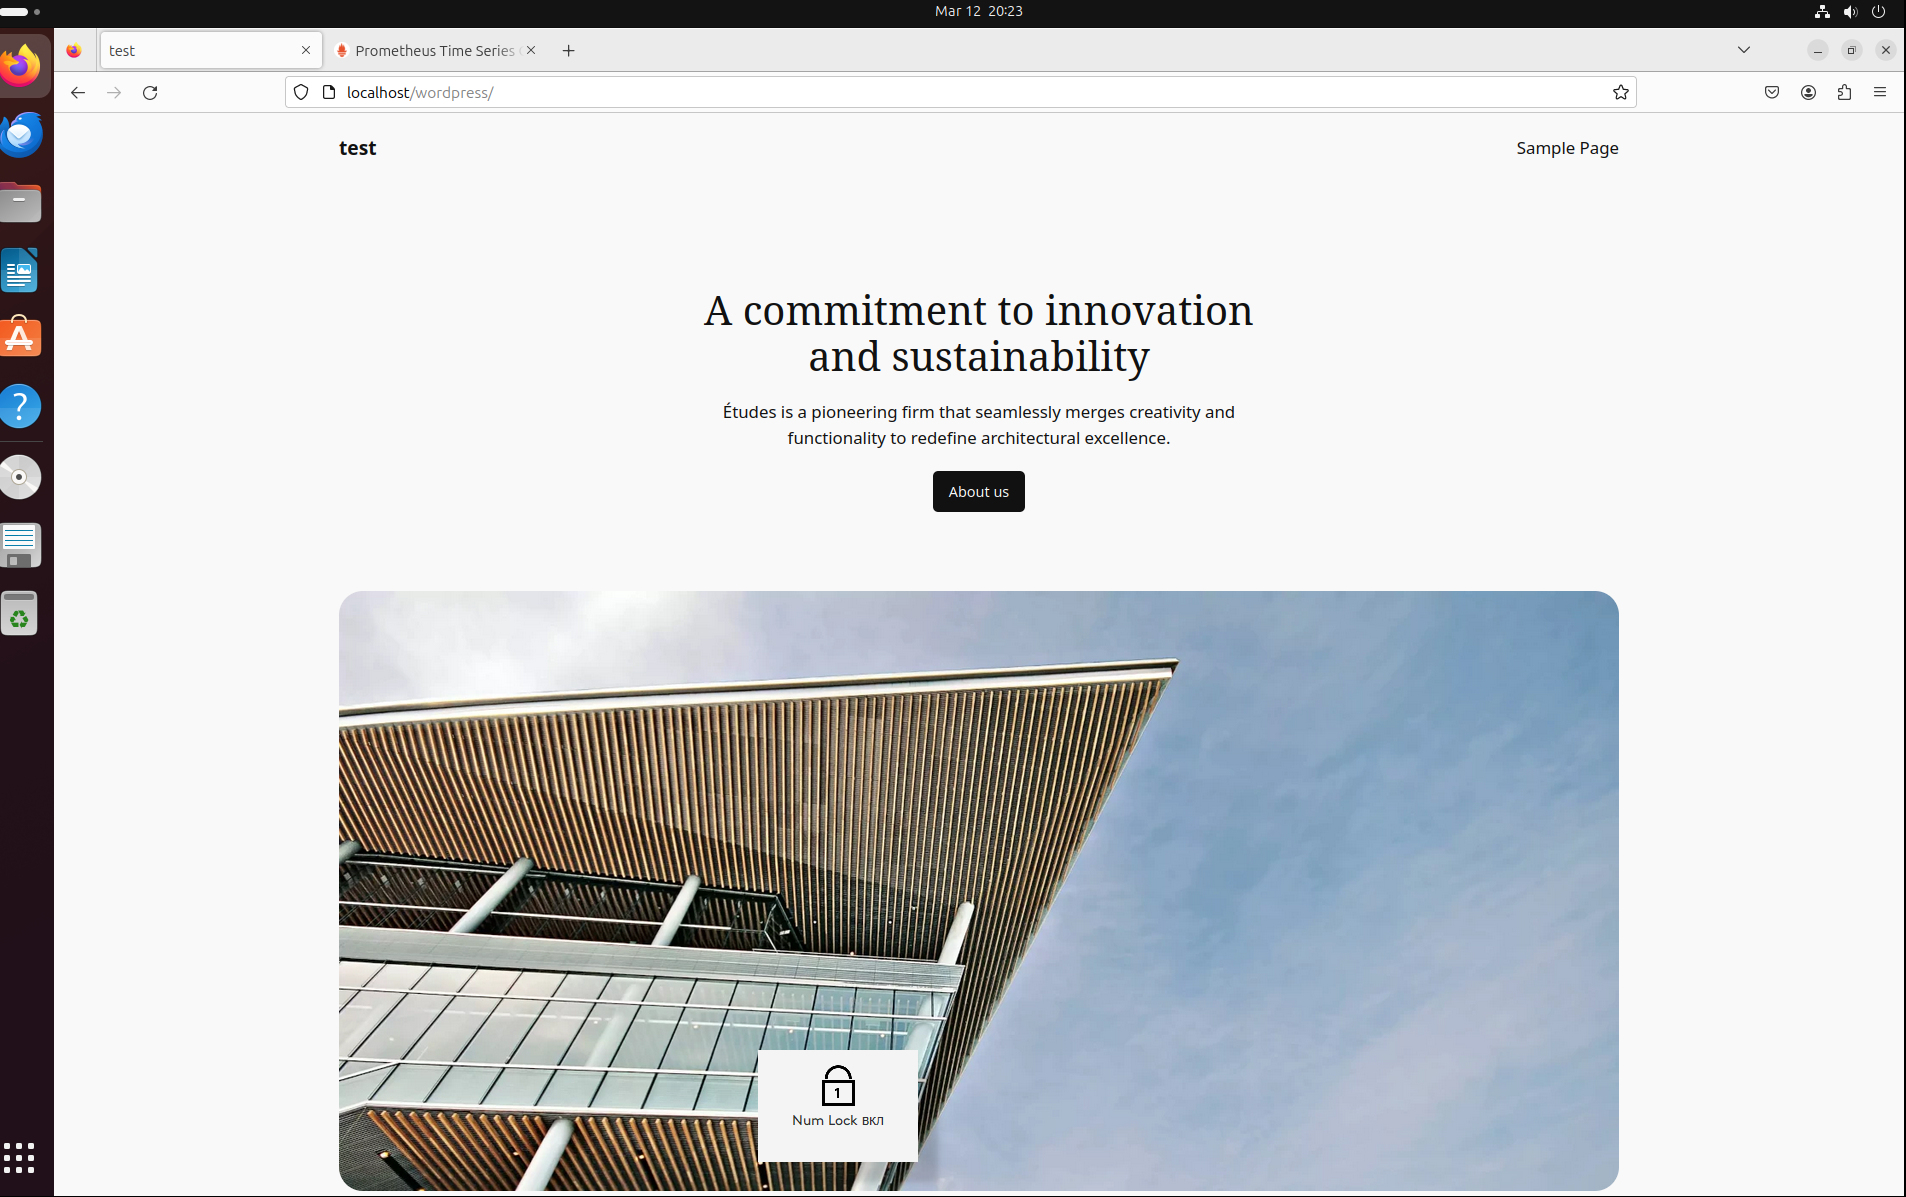 Mar 12 20:23
test
Prometheus Time Series
localhost/wordpress/
test
Sample Page
A commitment to innovation
and sustainability
Études is a pioneering firm that seamlessly merges creativity and
functionality to redefine architectural excellence.
About us
1
Num Lock ВКЛ